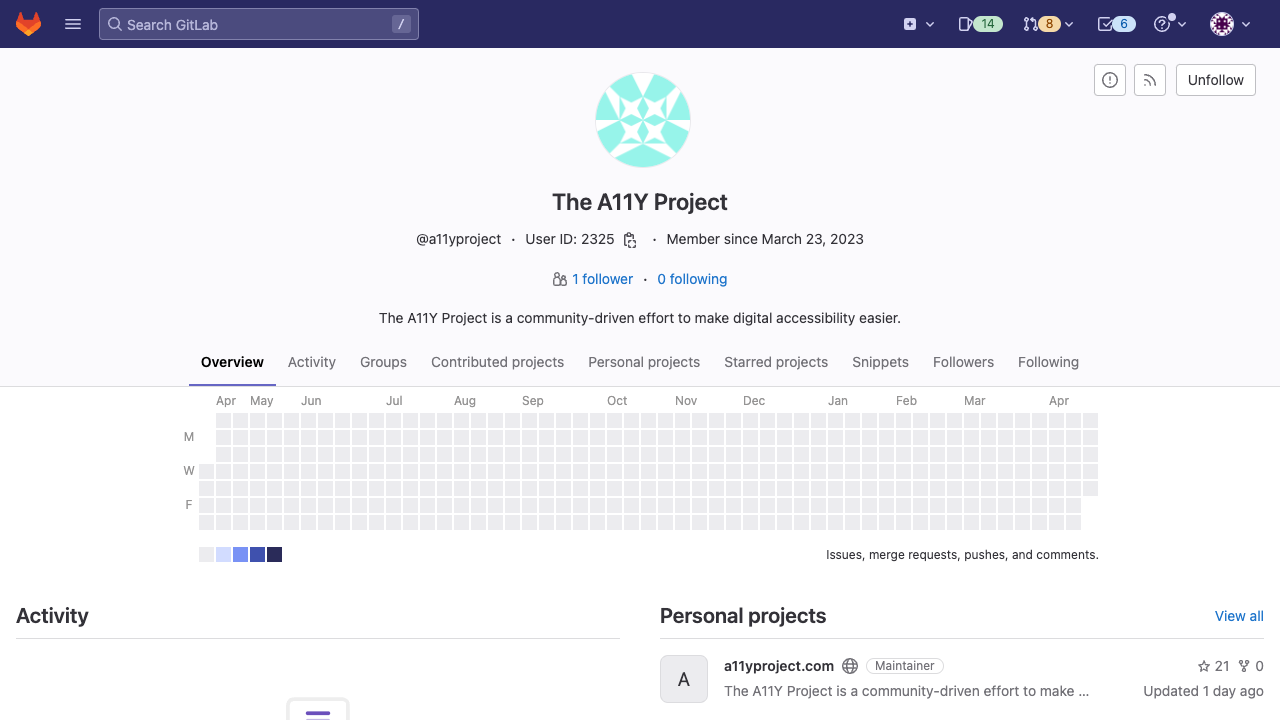 Search GitLab /
14 8 6
Unfollow
The A11Y Project
@a11yproject · User ID: 2325 · Member since March 23, 2023
1 follower · 0 following
The A11Y Project is a community-driven effort to make digital accessibility easier.
Overview Activity Groups Contributed projects Personal projects Starred projects Snippets Followers Following
Apr May Jun Jul Aug Sep Oct Nov Dec Jan Feb Mar Apr
M
W
F
Issues, merge requests, pushes, and comments.
Activity
Personal projects View all
A a11yproject.com Maintainer 21 0
The A11Y Project is a community-driven effort to make ... Updated 1 day ago